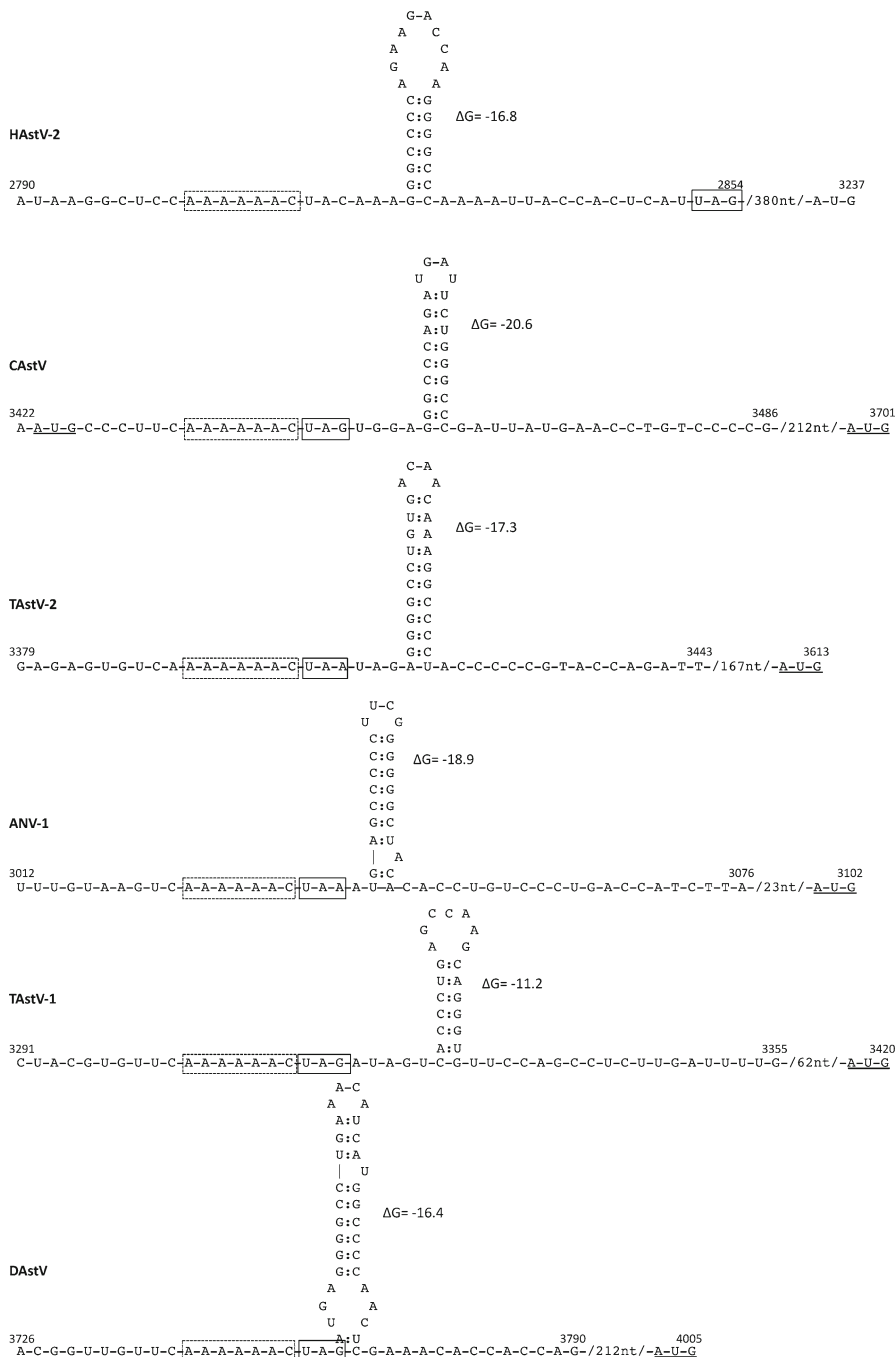 G-A
A C
A C
G A
A A
C:G
C:G ΔG= -16.8
C:G
HAstV-2
C:G
G:C
2790 G:C 2854 3237
A-U-A-A-G-G-C-U-C-C-A-A-A-A-A-A-C-U-A-C-A-A-A-G-C-A-A-A-A-U-U-A-C-C-A-C-U-C-A-U-U-A-G-/380nt/-A-U-G
G-A
U U
A:U
G:C
A:U ΔG= -20.6
C:G
CAstV
C:G
G:C
3422 G:C 3486 3701
A-A-U-G-C-C-C-U-U-C-A-A-A-A-A-A-C-U-A-G-U-G-G-A-G-C-G-A-U-U-A-U-G-A-A-C-C-T-G-T-C-C-C-C-G-/212nt/-A-U-G
C-A
A A
G:C
U:A
G A ΔG= -17.3
U:A
C:G
C:G
TAstV-2
G:C
G:C
G:C
3379 G:C 3443 3613
G-A-G-A-G-U-G-U-C-A-A-A-A-A-A-A-C-U-A-A-U-A-G-A-U-A-C-C-C-C-C-G-T-A-C-C-A-G-A-T-T-/167nt/-A-U-G
U-C
U G
C:G
C:G ΔG= -18.9
C:G
C:G
ANV-1
G:C
A:U
| A
3012 G:C 3076 3102
U-U-U-G-U-A-A-G-U-C-A-A-A-A-A-A-C-U-A-A-A-U-A-C-A-C-C-U-G-U-C-C-C-U-G-A-C-C-A-T-C-T-T-A-/23nt/-A-U-G
C C A
G A
A G
G:C
U:A ΔG= -11.2
TAstV-1
C:G
C:G
3291 A:U 3355 3420
C-U-A-C-G-U-G-U-U-C-A-A-A-A-A-A-C-U-A-G-A-U-A-G-U-C-G-U-U-C-C-A-G-C-C-U-C-U-U-G-A-U-U-U-U-G-/62nt/-A-U-G
A-C
A A
A:U
G:C
U:A
| U
C:G
C:G ΔG= -16.4
G:C
G:C
G:C
DAstV
G:C
A A
G A
U C
3726 A:U 3790 4005
A-C-G-G-U-U-G-U-U-C-A-A-A-A-A-A-C-U-A-G-C-G-A-A-A-C-A-C-C-A-C-C-A-G-/212nt/-A-U-G